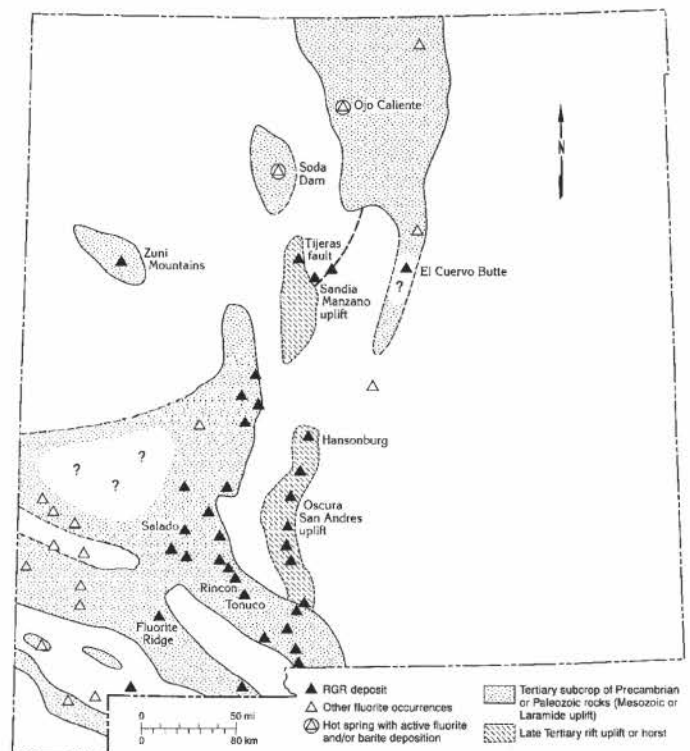 Ojo Caliente
N
Soda
Dam
Zuni
Mountains
Tijeras
fault
El Cuervo Butte
?
Sandia
Manzano
uplift
Hansonburg
?
?
?
?
Oscura
San Andres
uplift
Salado
Rincon
Tonuco
Fluorite
Ridge
RGR deposit
Other fluorite occurrences
Hot spring with active fluorite
and/or barite deposition
0 50 mi
0 80 km
Tertiary subcrop of Precambrian
or Paleozoic rocks (Mesozoic or
Laramide uplift)
Late Tertiary rift uplift or horst